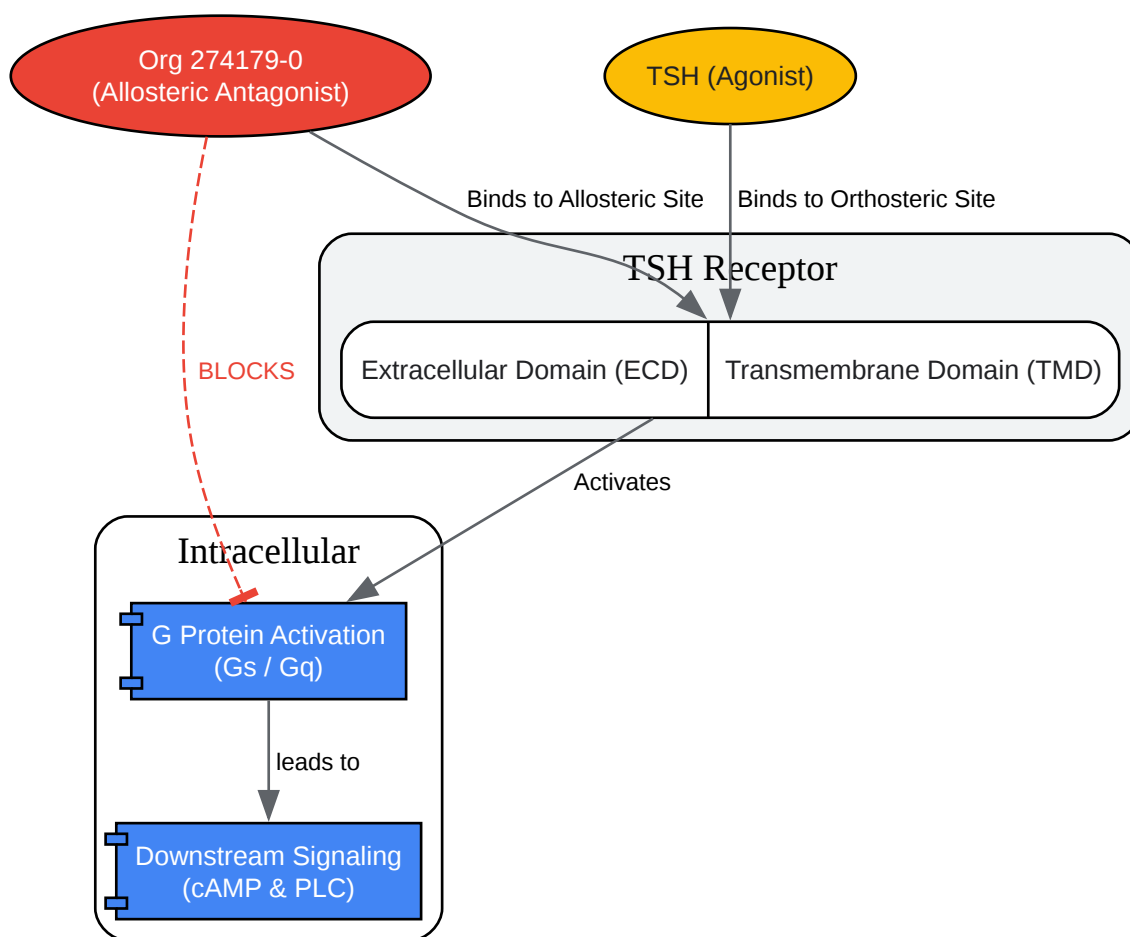 Org 274179-0
(Allosteric Antagonist)
TSH (Agonist)
Binds to Allosteric Site
Binds to Orthosteric Site
TSH Receptor
Extracellular Domain (ECD)
Transmembrane Domain (TMD)
BLOCKS
Activates
Intracellular
G Protein Activation
(Gs / Gq)
leads to
Downstream Signaling
(cAMP & PLC)